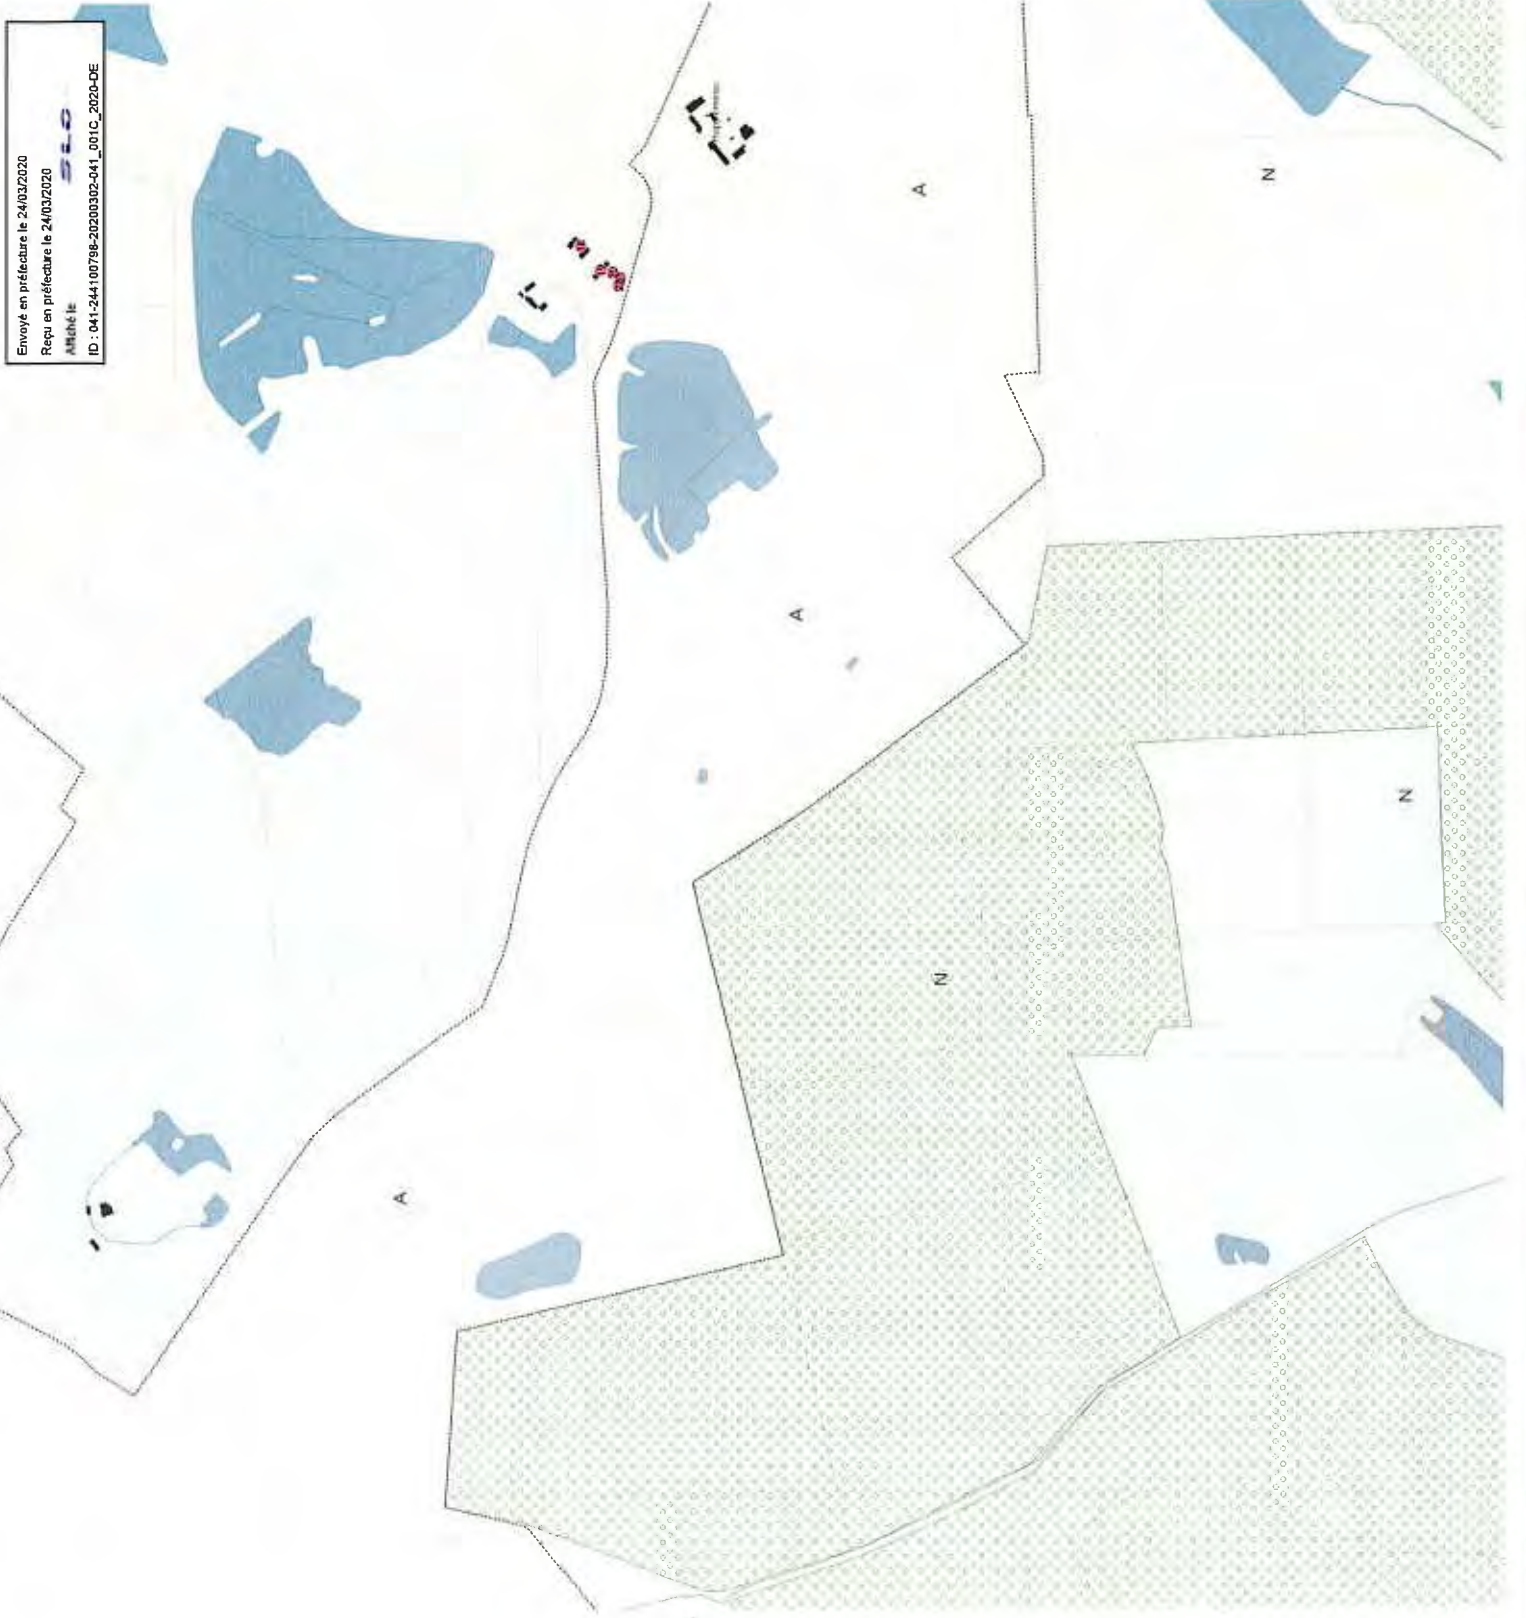 Envoyé en préfecture le 24/03/2020
Reçu en préfecture le 24/03/2020
Affiché le SLO
ID : 041-244100798-20200302-041_001C_2020-DE
A
N
A
N
N
A